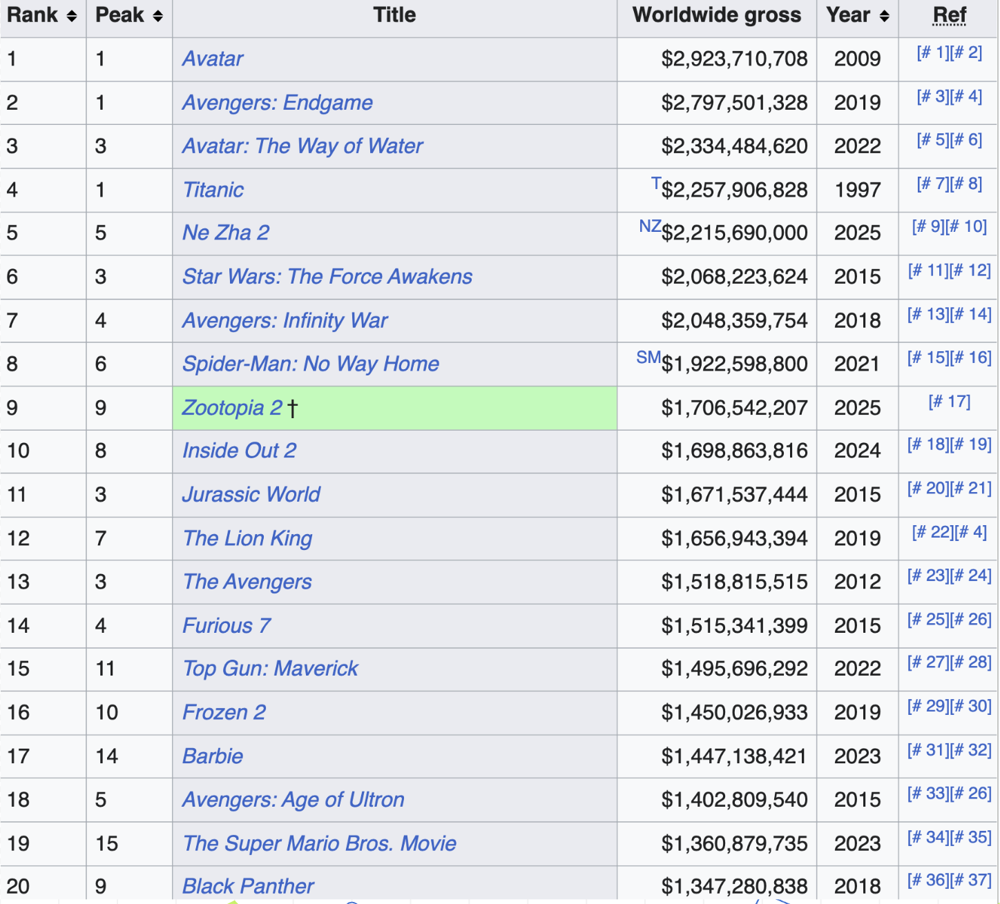 Rank Peak Title Worldwide gross Year Ref
1 1 Avatar $2,923,710,708 2009 [# 1][# 2]
2 1 Avengers: Endgame $2,797,501,328 2019 [# 3][# 4]
3 3 Avatar: The Way of Water $2,334,484,620 2022 [# 5][# 6]
4 1 Titanic T$2,257,906,828 1997 [# 7][# 8]
5 5 Ne Zha 2 NZ$2,215,690,000 2025 [# 9][# 10]
6 3 Star Wars: The Force Awakens $2,068,223,624 2015 [# 11][# 12]
7 4 Avengers: Infinity War $2,048,359,754 2018 [# 13][# 14]
8 6 Spider-Man: No Way Home SM$1,922,598,800 2021 [# 15][# 16]
9 9 Zootopia 2 † $1,706,542,207 2025 [# 17]
10 8 Inside Out 2 $1,698,863,816 2024 [# 18][# 19]
11 3 Jurassic World $1,671,537,444 2015 [# 20][# 21]
12 7 The Lion King $1,656,943,394 2019 [# 22][# 4]
13 3 The Avengers $1,518,815,515 2012 [# 23][# 24]
14 4 Furious 7 $1,515,341,399 2015 [# 25][# 26]
15 11 Top Gun: Maverick $1,495,696,292 2022 [# 27][# 28]
16 10 Frozen 2 $1,450,026,933 2019 [# 29][# 30]
17 14 Barbie $1,447,138,421 2023 [# 31][# 32]
18 5 Avengers: Age of Ultron $1,402,809,540 2015 [# 33][# 26]
19 15 The Super Mario Bros. Movie $1,360,879,735 2023 [# 34][# 35]
20 9 Black Panther $1,347,280,838 2018 [# 36][# 37]